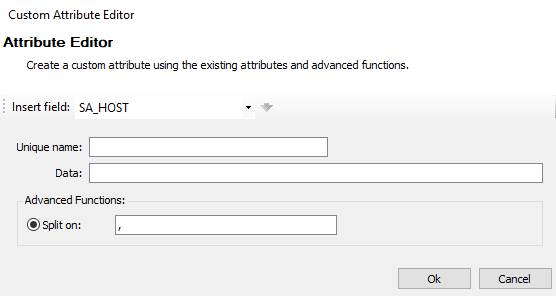 Custom Attribute Editor
Attribute Editor
Create a custom attribute using the existing attributes and advanced functions.
Insert field: SA_HOST
Unique name:
Data:
Advanced Functions:
Split on: ,
Ok Cancel